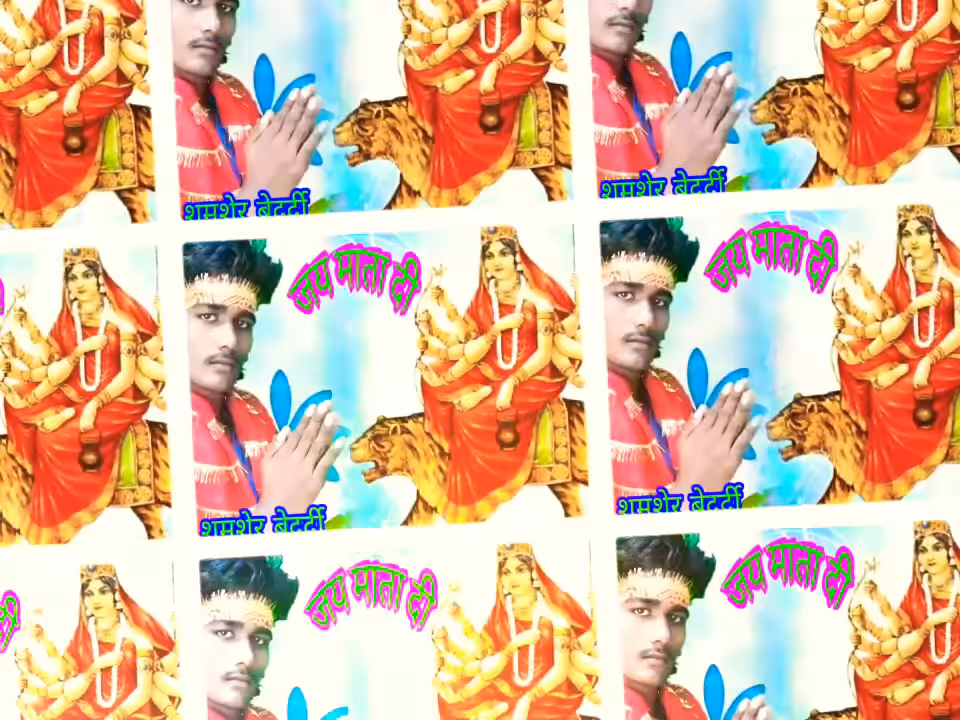 शमशेर बेदर्दी
शमशेर बेदर्दी
जय माता दी
जय माता दी
शमशेर बेदर्दी
शमशेर बेदर्दी
जय माता दी
जय माता दी